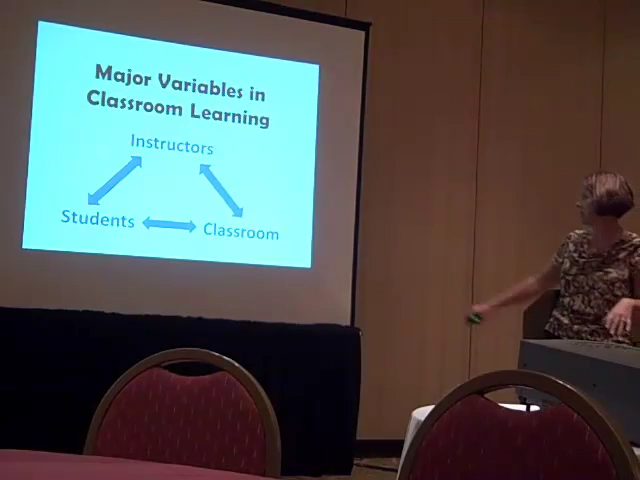 Major Variables in
Classroom Learning
Instructors
Students
Classroom